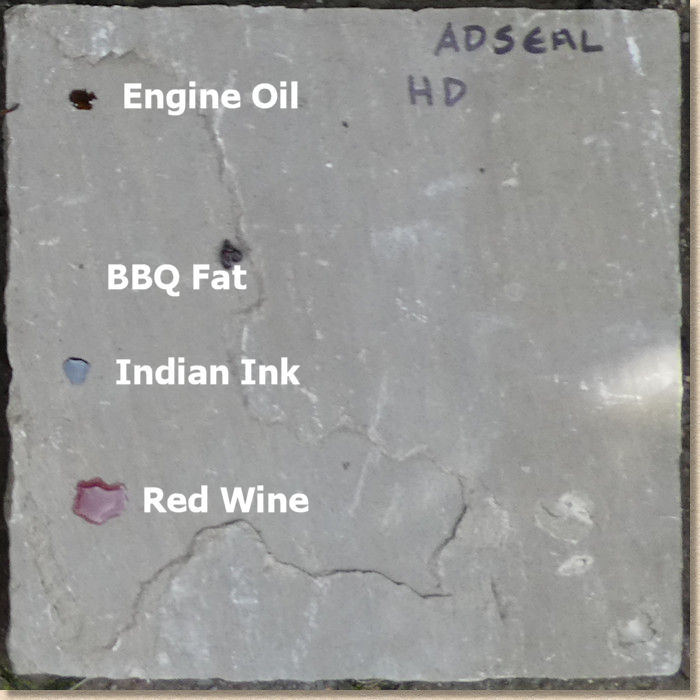 ADSEAL
HD
Engine Oil
BBQ Fat
Indian Ink
Red Wine